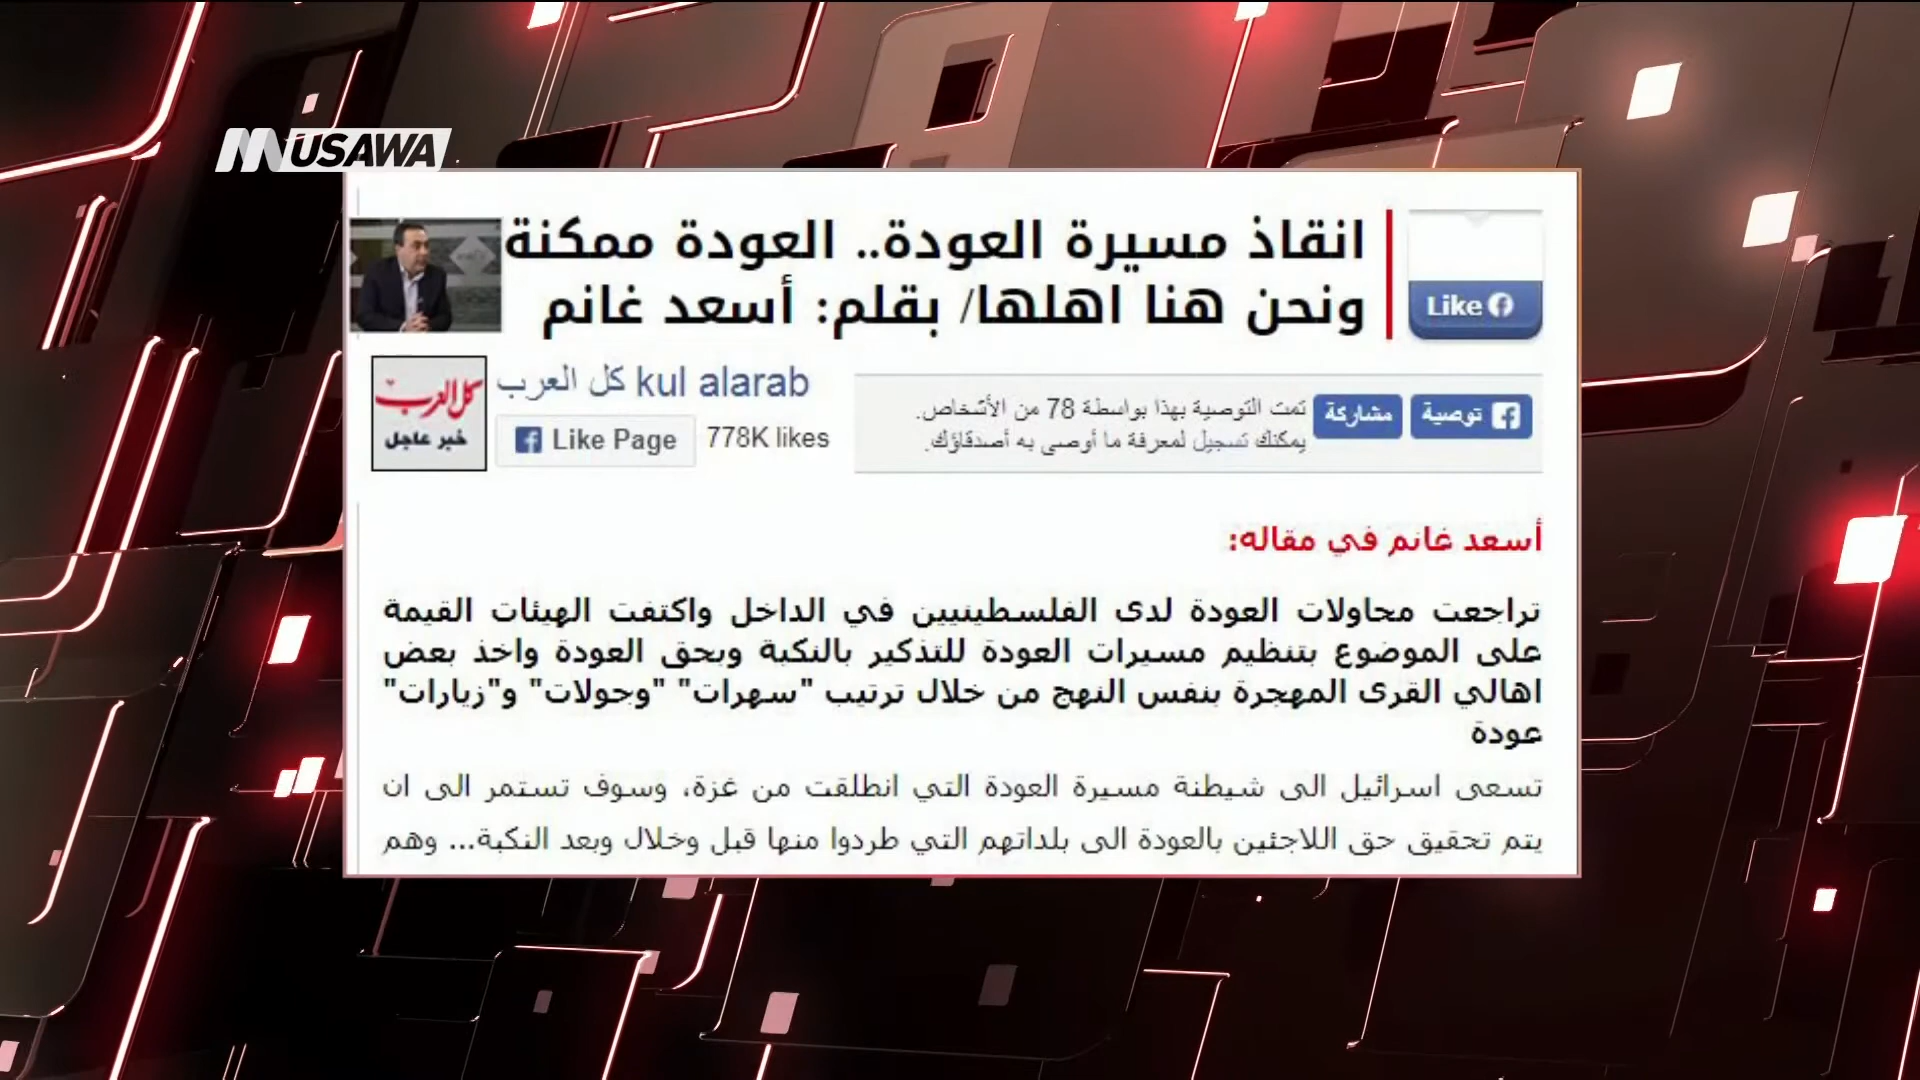 MUSAWA
انقاذ مسيرة العودة.. العودة ممكنة
ونحن هنا اهلها/ بقلم: أسعد غانم
Like
كل العرب
خبر عاجل
kul alarab كل العرب
Like Page
778K likes
توصية
مشاركة
تمت التوصية بهذا بواسطة 78 من الأشخاص.
يمكنك تسجيل لمعرفة ما أوصى به أصدقاؤك.
أسعد غانم في مقاله:
تراجعت محاولات العودة لدى الفلسطينيين في الداخل واكتفت الهيئات القيمة
على الموضوع بتنظيم مسيرات العودة للتذكير بالنكبة وبحق العودة واخذ بعض
اهالي القرى المهجرة بنفس النهج من خلال ترتيب "سهرات" "وجولات" و"زيارات"
عودة
تسعى اسرائيل الى شيطنة مسيرة العودة التي انطلقت من غزة، وسوف تستمر الى ان
يتم تحقيق حق اللاجئين بالعودة الى بلداتهم التي طردوا منها قبل وخلال وبعد النكبة... وهم